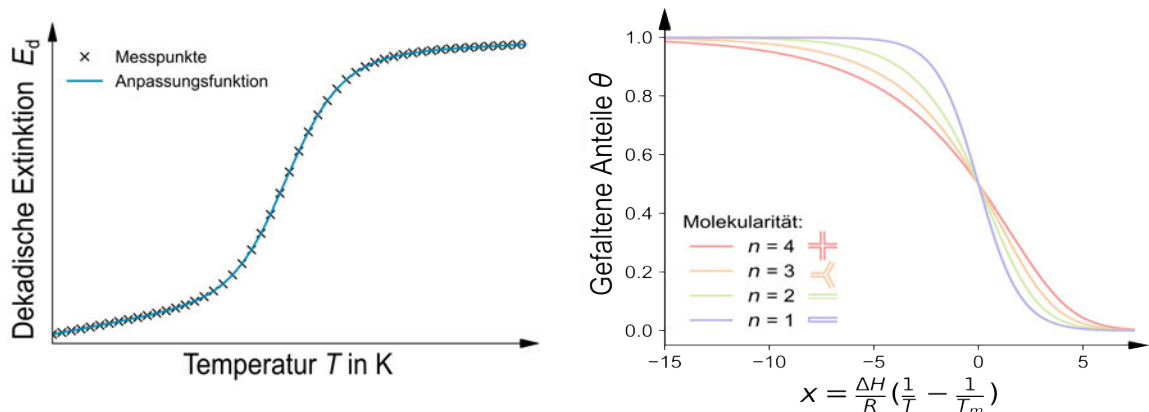 Dekadische Extinktion E_d
× Messpunkte
Anpassungsfunktion
Temperatur T in K
Gefaltene Anteile θ
1.0
0.8
0.6
0.4
0.2
0.0
Molekularität:
n = 4
n = 3
n = 2
n = 1
−15
−10
−5
0
5
x = ΔH/R (1/T − 1/T_m)